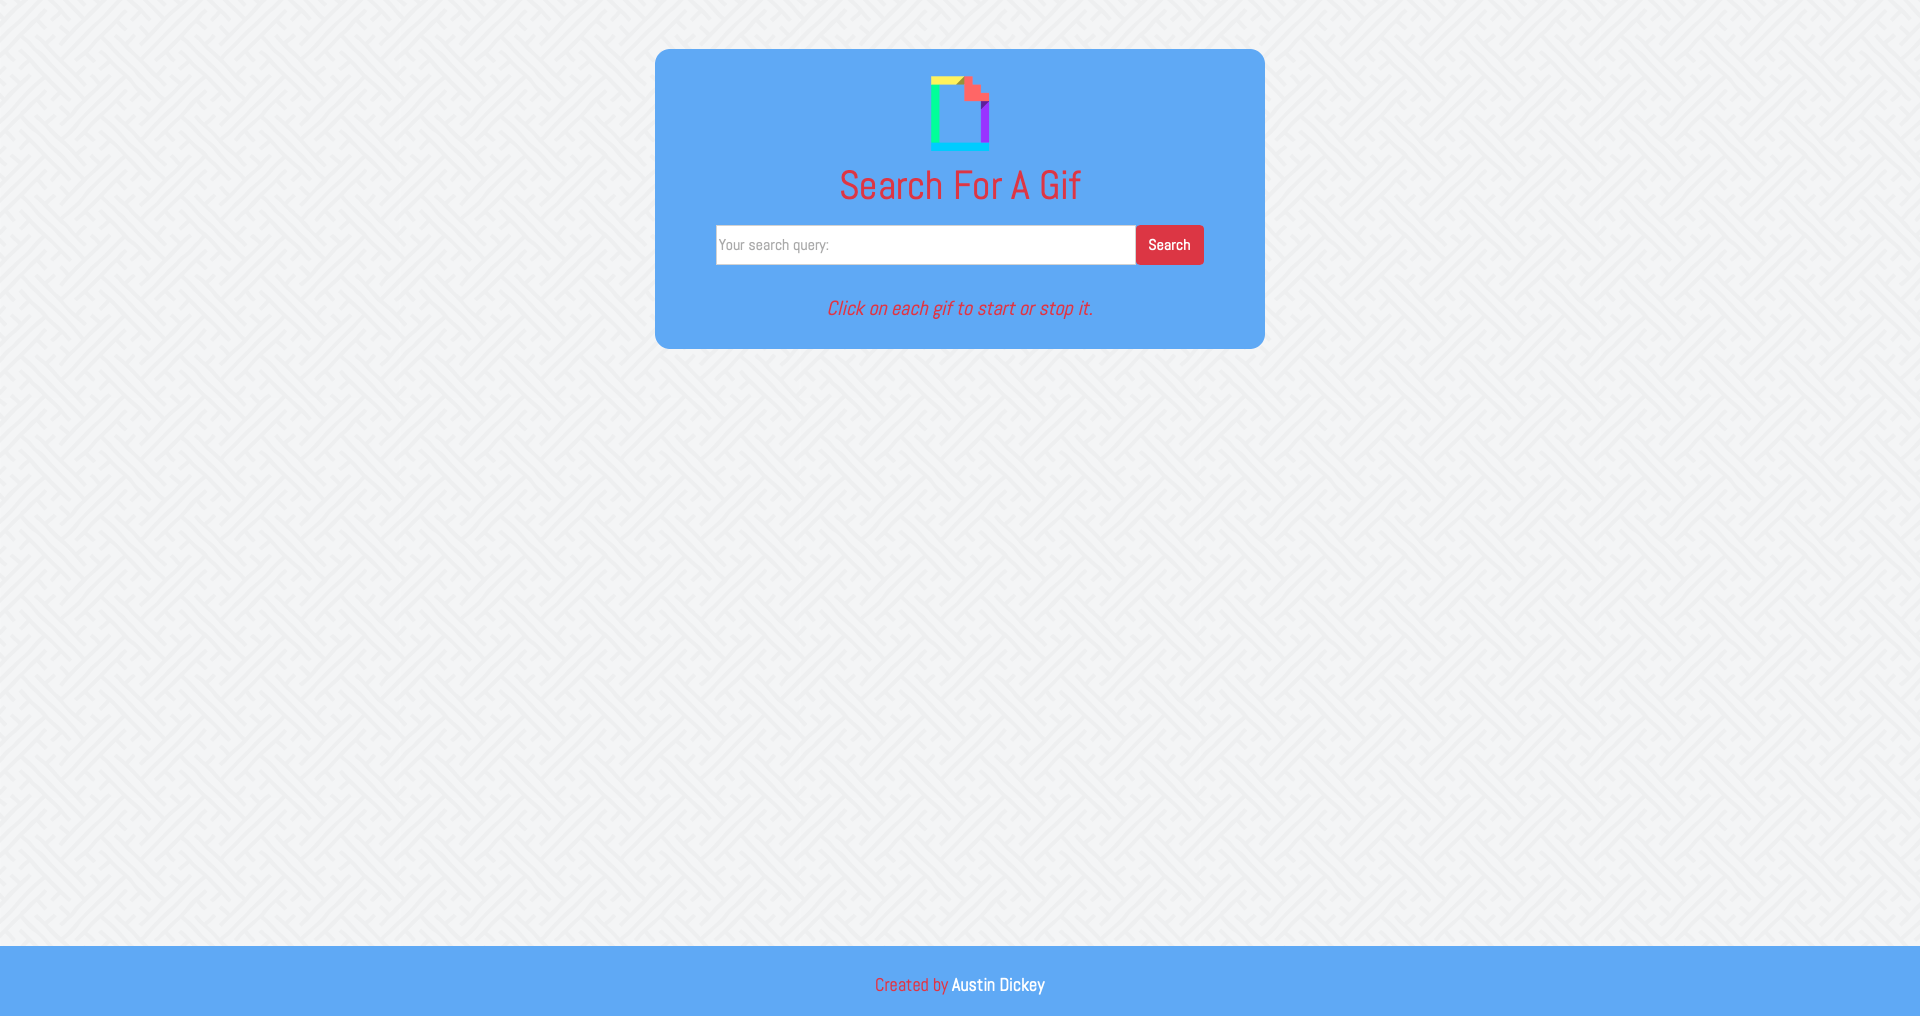 Search For A Gif
Your search query:
Search
Click on each gif to start or stop it.
Created by Austin Dickey